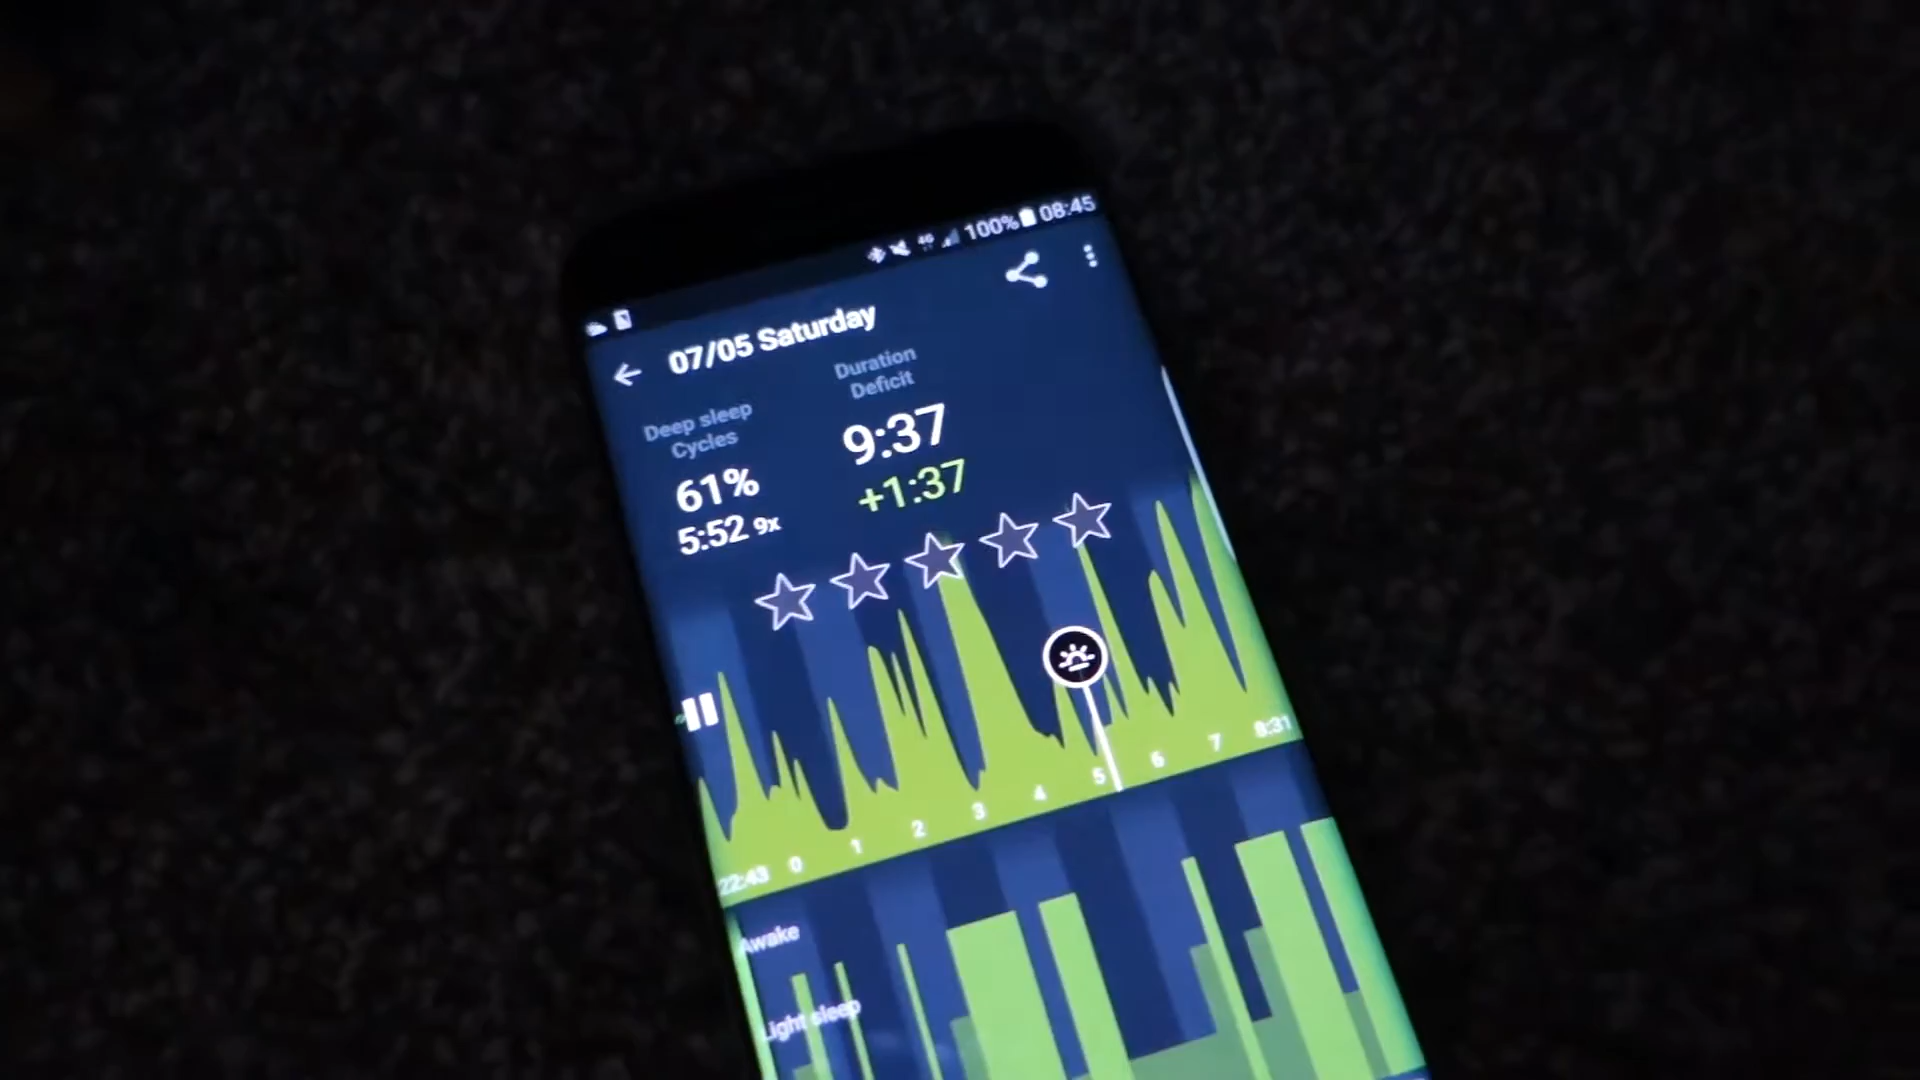 4G 100% 08:45
07/05 Saturday
Deep sleep
Cycles
61%
5:52 9x
Duration
Deficit
9:37
+1:37
22:43 0 1 2 3 4 5 6 7 8:31
Awake
Light sleep